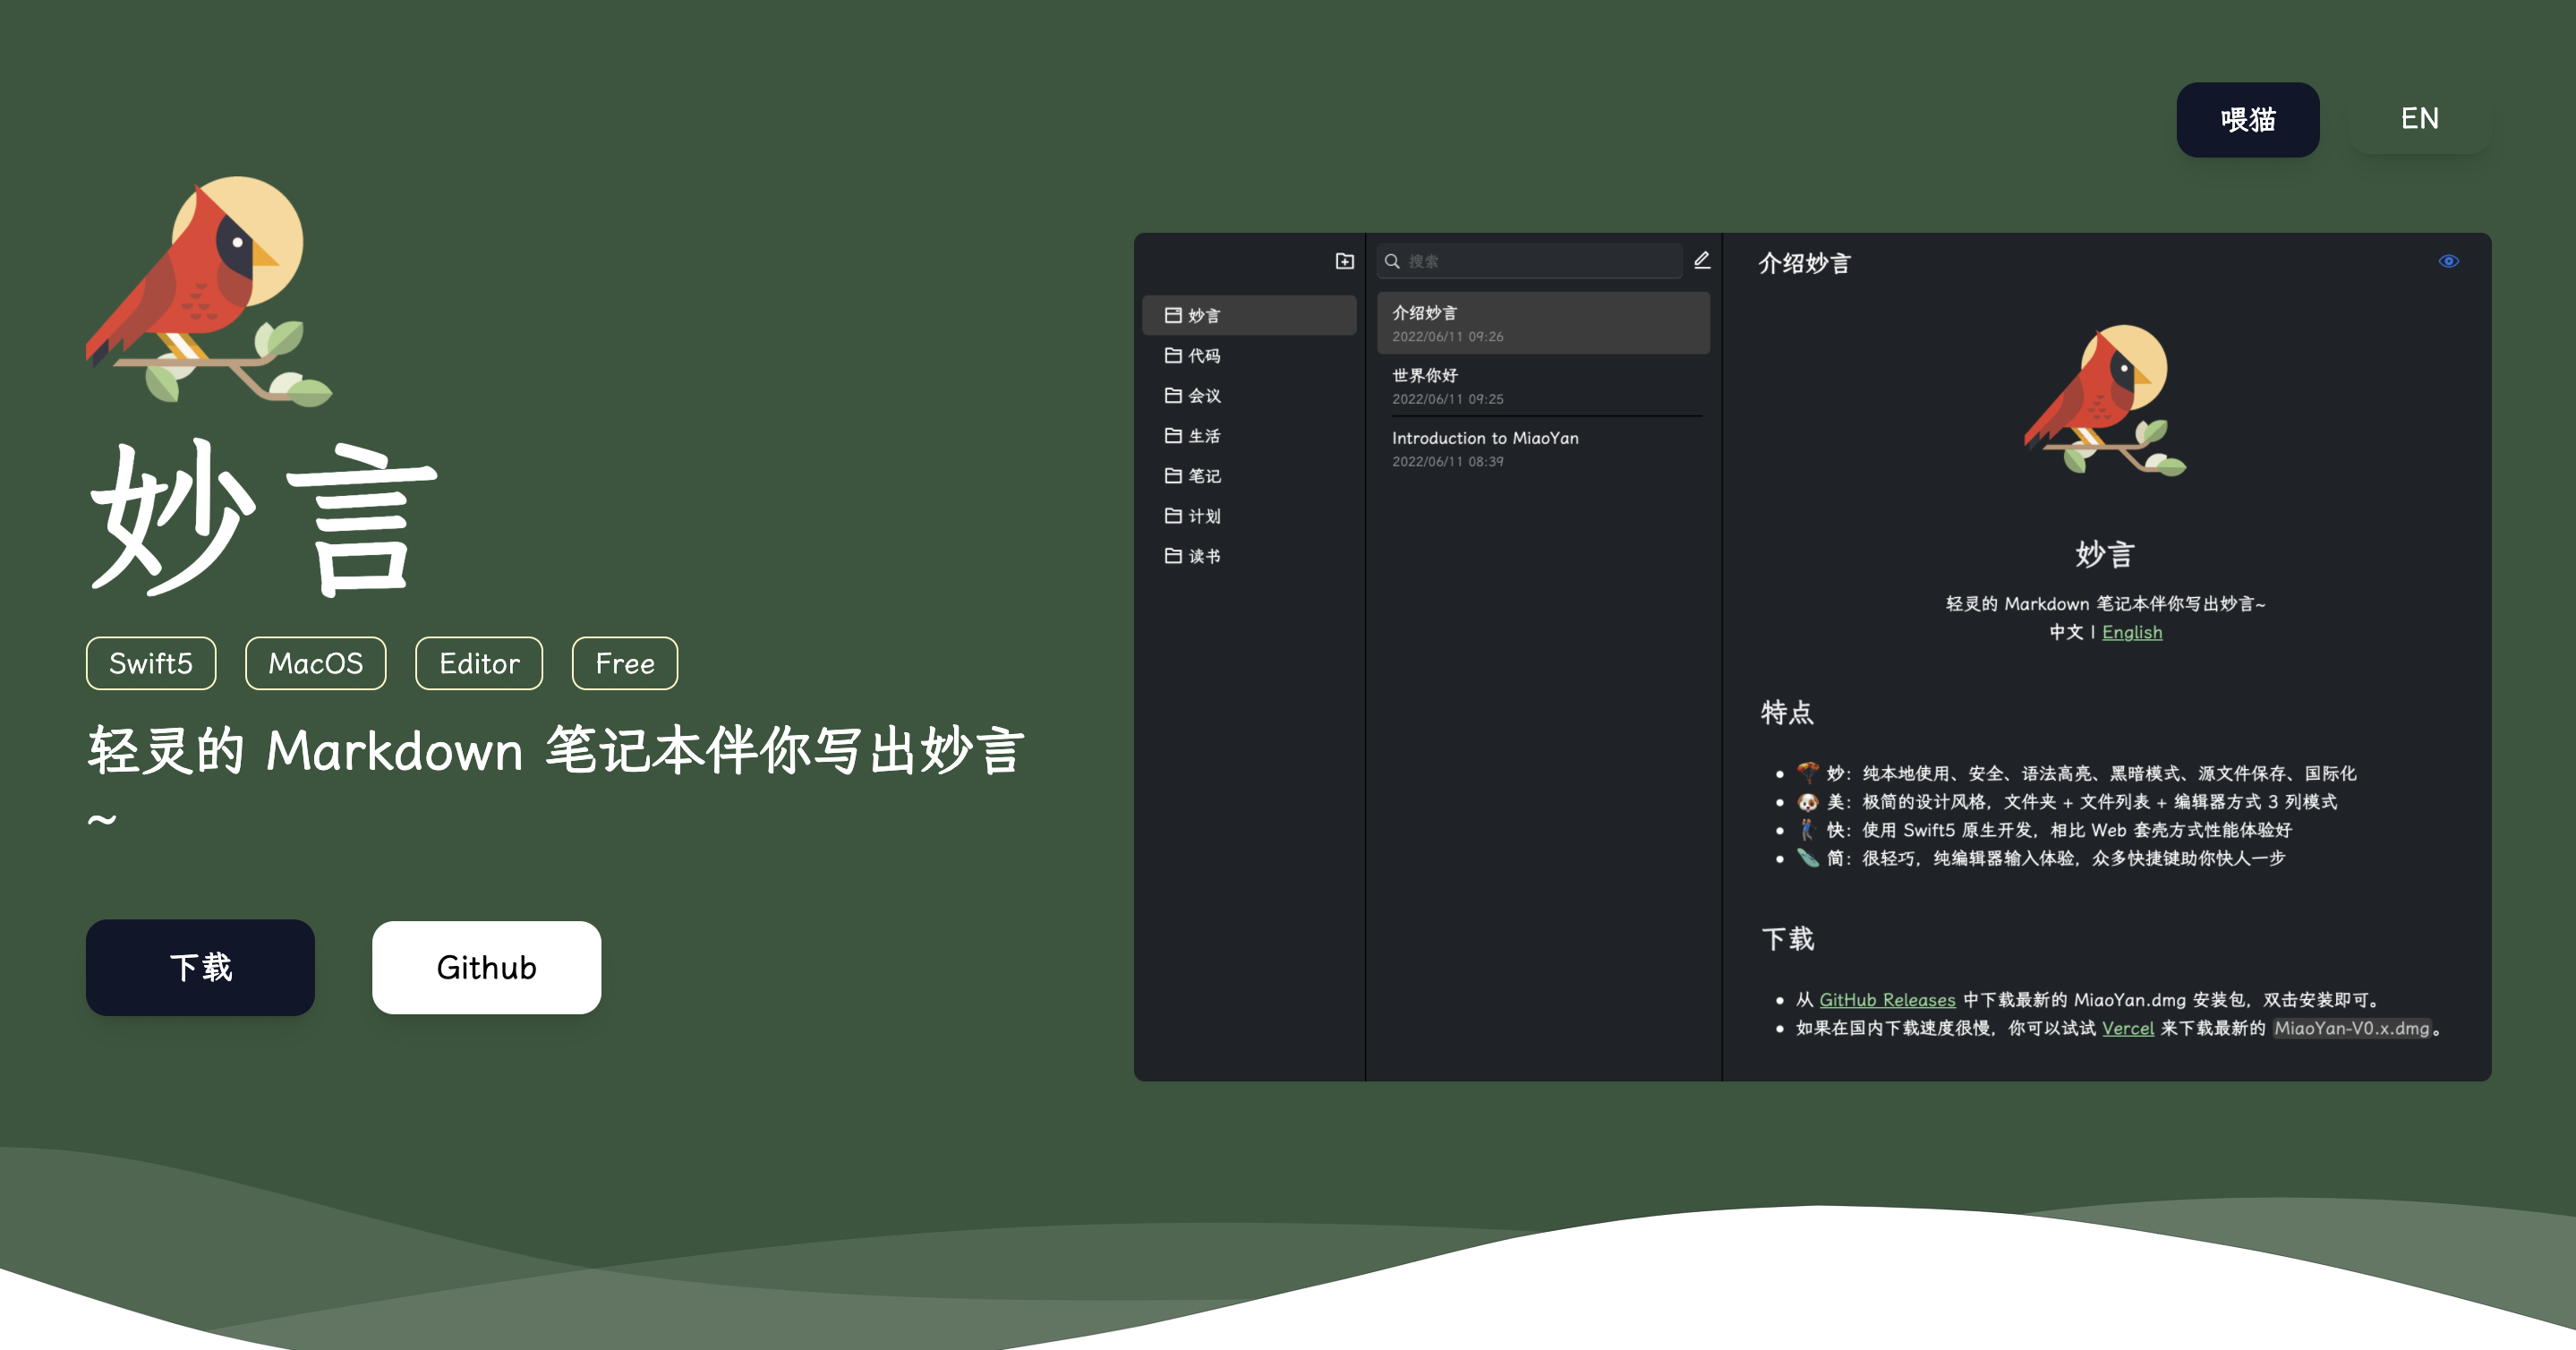 喂猫
EN
妙言
Swift5
MacOS
Editor
Free
轻灵的 Markdown 笔记本伴你写出妙言
~
下载
Github
妙言
代码
会议
生活
笔记
计划
读书
搜索
介绍妙言
2022/06/11 09:26
世界你好
2022/06/11 09:25
Introduction to MiaoYan
2022/06/11 08:39
介绍妙言
妙言
轻灵的 Markdown 笔记本伴你写出妙言~
中文 | English
特点
妙：纯本地使用、安全、语法高亮、黑暗模式、源文件保存、国际化
美：极简的设计风格，文件夹 + 文件列表 + 编辑器方式 3 列模式
快：使用 Swift5 原生开发，相比 Web 套壳方式性能体验好
简：很轻巧，纯编辑器输入体验，众多快捷键助你快人一步
下载
从 GitHub Releases 中下载最新的 MiaoYan.dmg 安装包，双击安装即可。
如果在国内下载速度很慢，你可以试试 Vercel 来下载最新的 MiaoYan-V0.x.dmg。